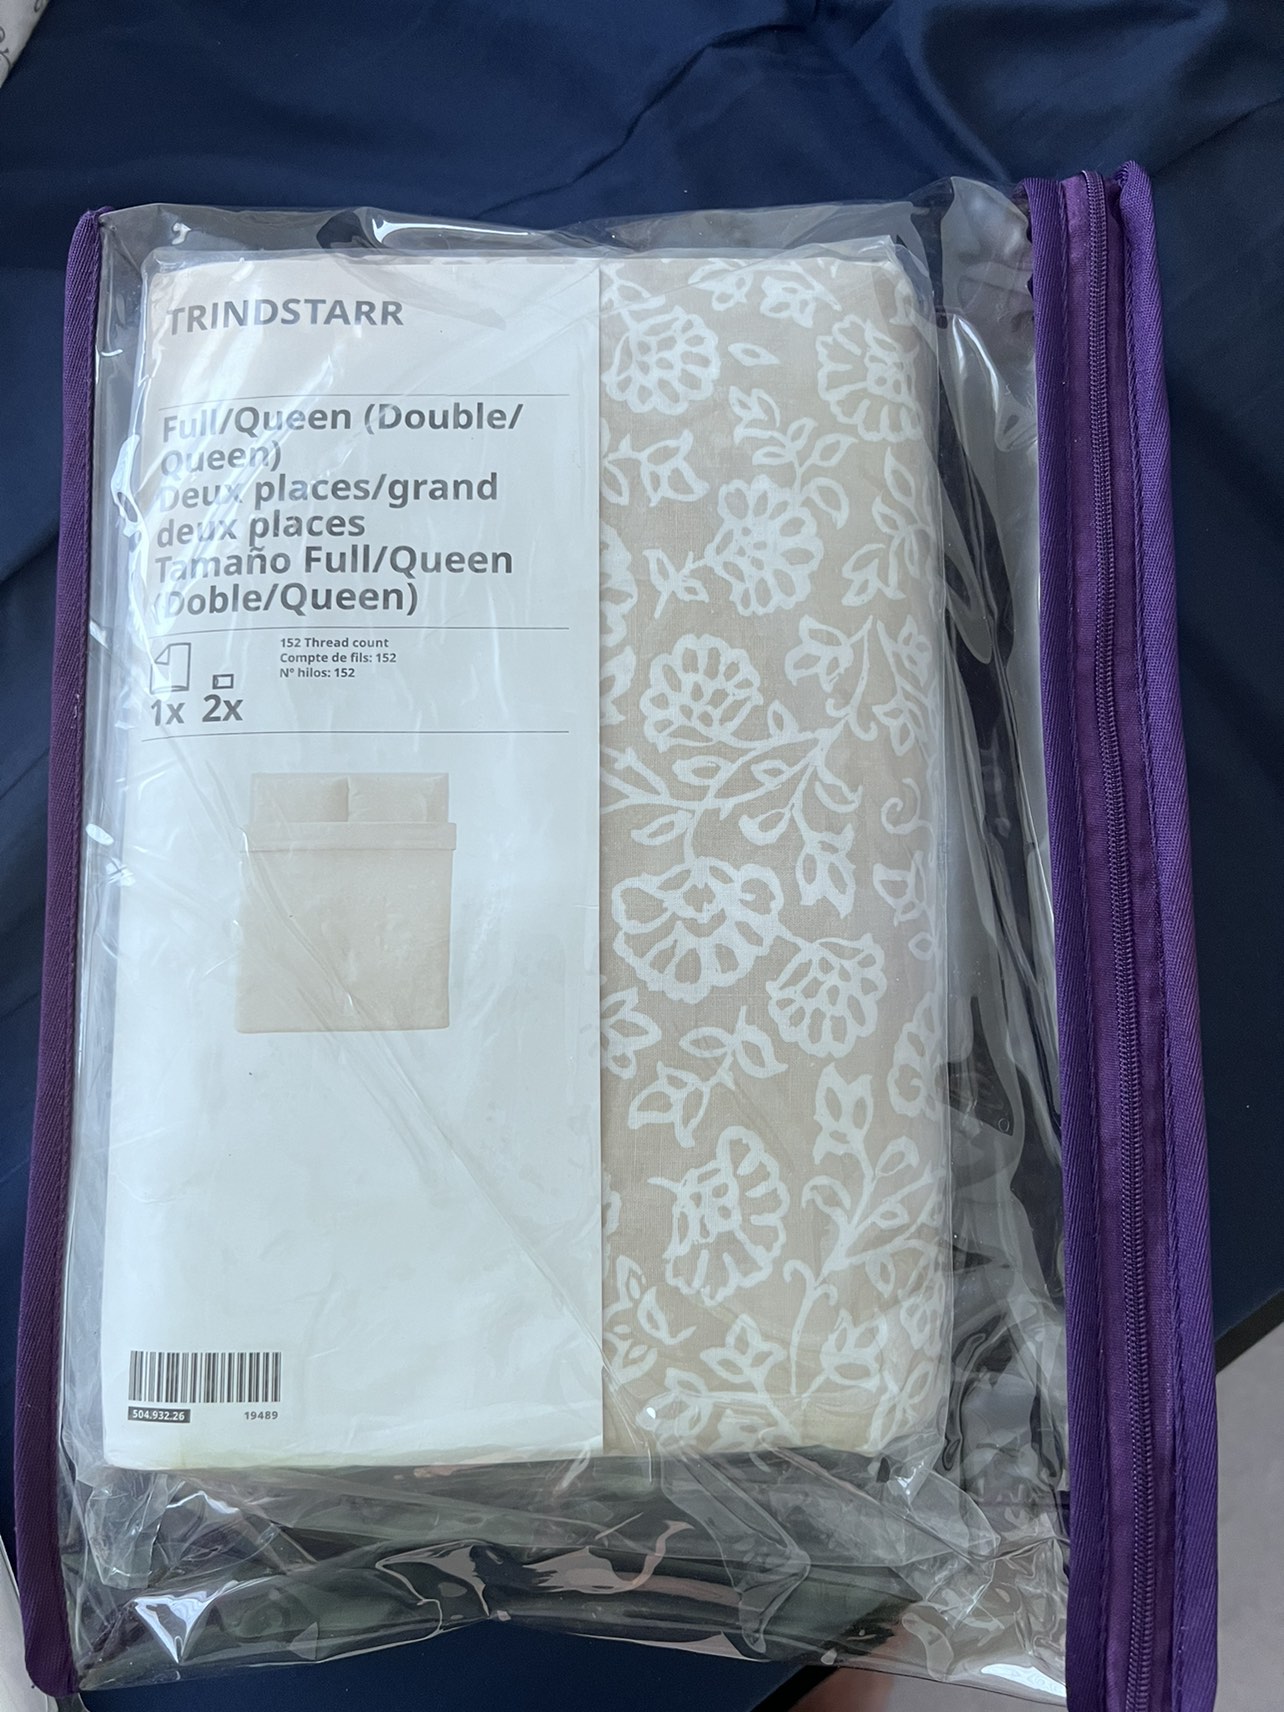 TRINDSTARR
Full/Queen (Double/
Queen)
Deux places/grand
deux places
Tamaño Full/Queen
(Doble/Queen)
152 Thread count
Compte de fils: 152
Nº hilos: 152
1x 2x
504.932.26 19489